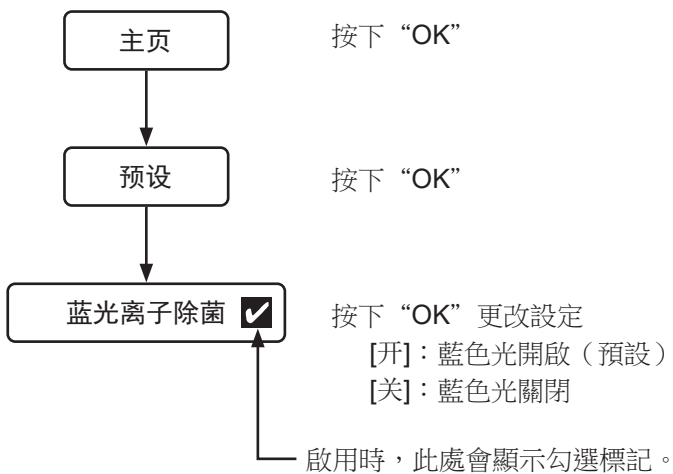 主页
按下“OK”
预设
按下“OK”
蓝光离子除菌 ✔
按下“OK”更改設定
[开]：藍色光開啟（預設）
[关]：藍色光關閉
啟用時，此處會顯示勾選標記。